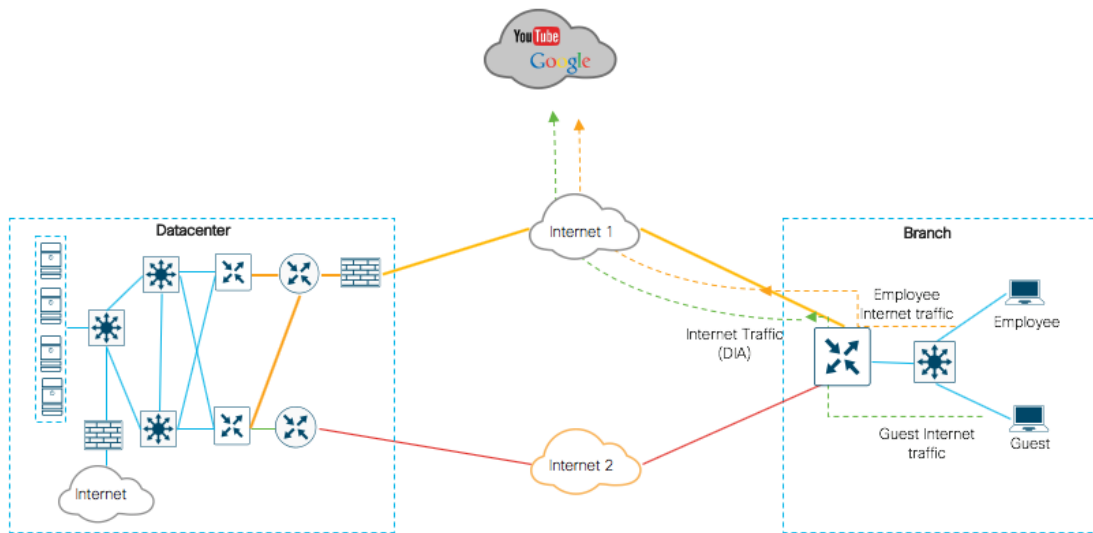 YouTube
Google
Internet 1
Datacenter
Branch
Employee
Internet traffic
Employee
Internet Traffic
(DIA)
Guest Internet
traffic
Guest
Internet 2
Internet